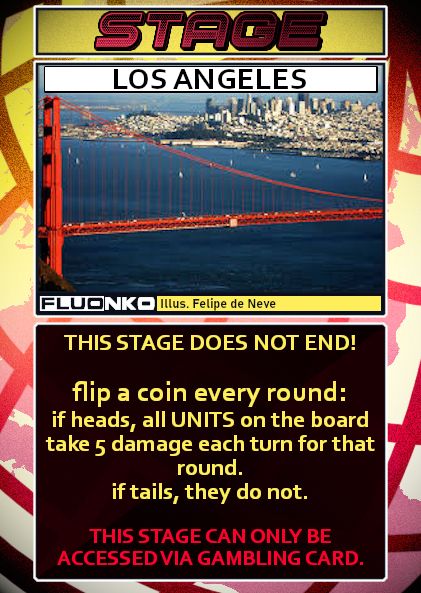 STAGE
LOS ANGELES
FLUONKO Illus. Felipe de Neve
THIS STAGE DOES NOT END!
flip a coin every round:
if heads, all UNITS on the board
take 5 damage each turn for that
round.
if tails, they do not.
THIS STAGE CAN ONLY BE
ACCESSED VIA GAMBLING CARD.